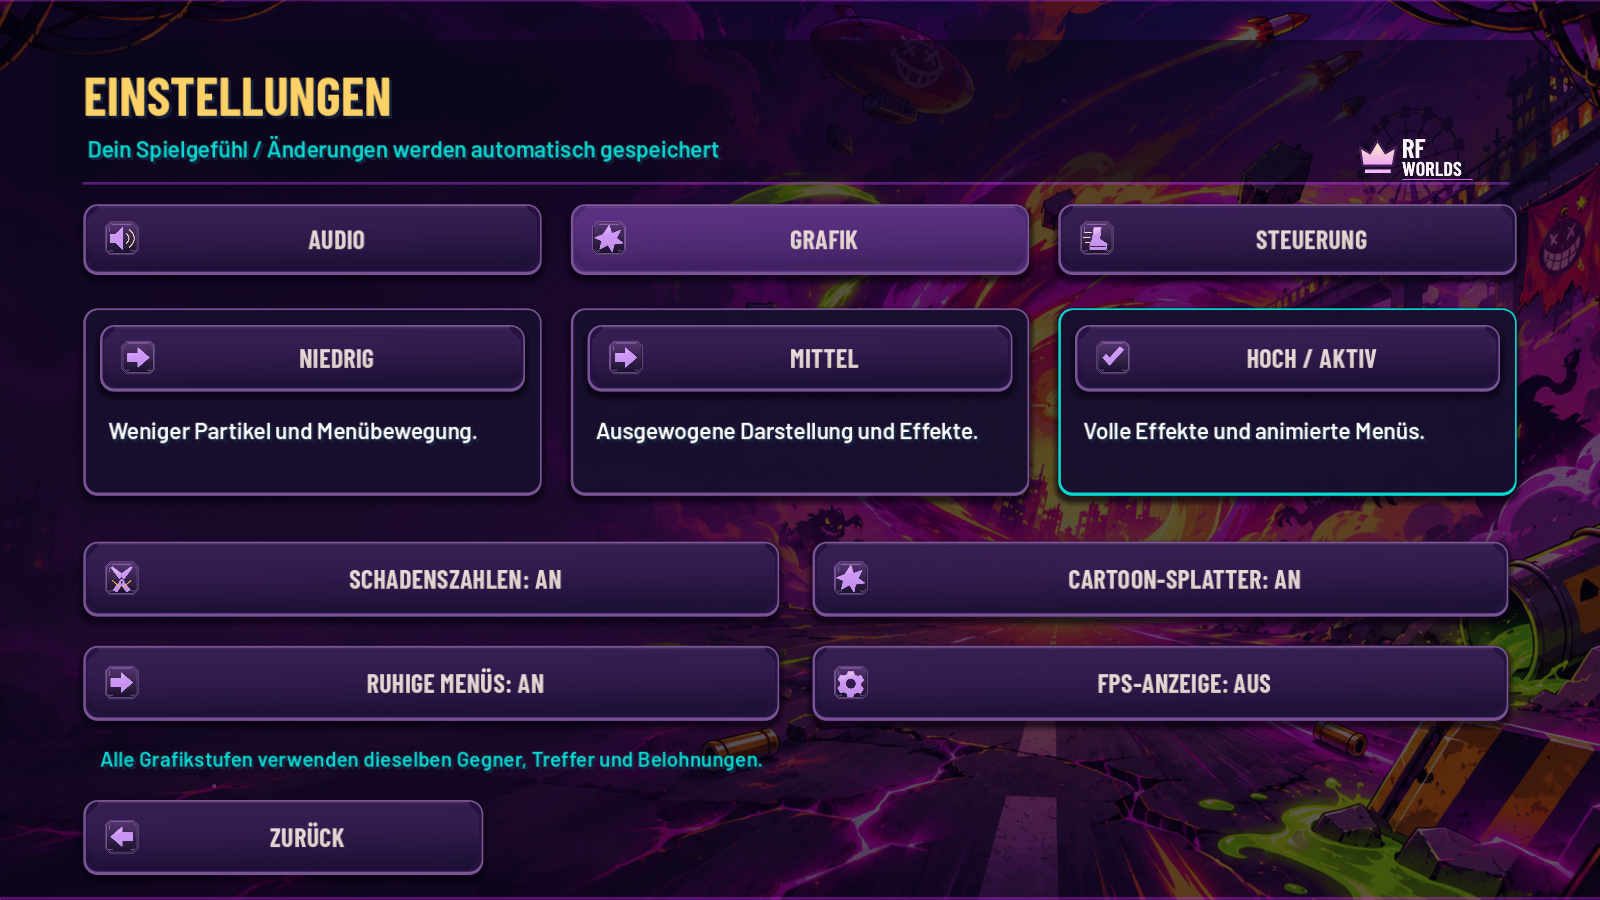 EINSTELLUNGEN
Dein Spielgefühl / Änderungen werden automatisch gespeichert
RF
WORLDS
AUDIO
GRAFIK
STEUERUNG
NIEDRIG
MITTEL
HOCH / AKTIV
Weniger Partikel und Menübewegung.
Ausgewogene Darstellung und Effekte.
Volle Effekte und animierte Menüs.
SCHADENSZAHLEN: AN
CARTOON-SPLATTER: AN
RUHIGE MENÜS: AN
FPS-ANZEIGE: AUS
Alle Grafikstufen verwenden dieselben Gegner, Treffer und Belohnungen.
ZURÜCK